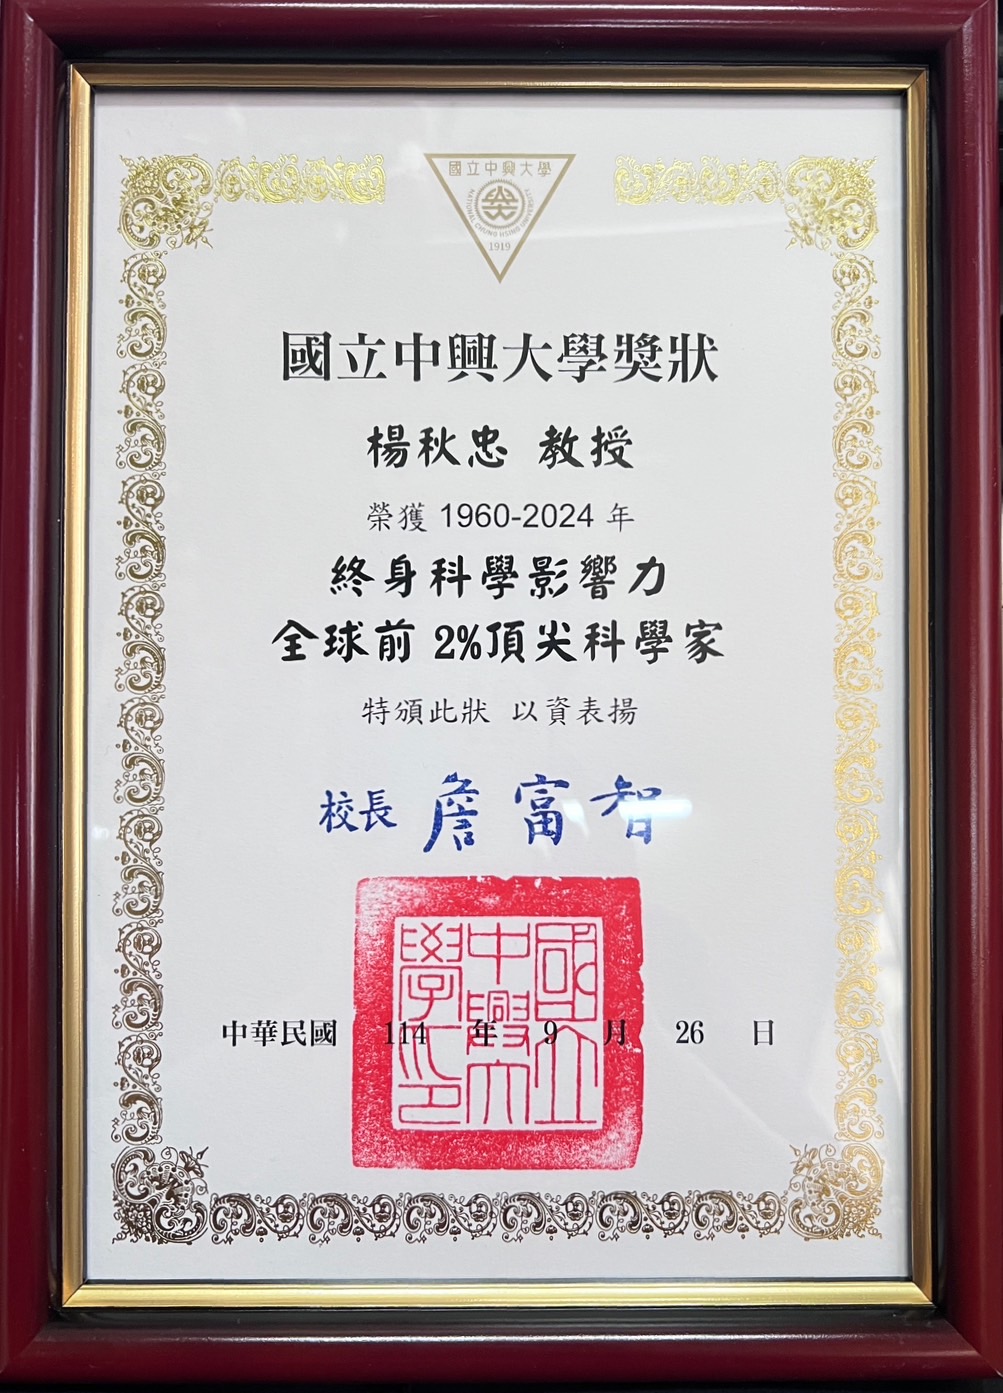 國立中興大學
NATIONAL CHUNG HSING UNIVERSITY
1919
國立中興大學獎狀
楊秋忠 教授
榮獲 1960-2024 年
終身科學影響力
全球前 2%頂尖科學家
特頒此狀 以資表揚
校長 詹富智
國立中興大學印
中華民國 114 年 9 月 26 日